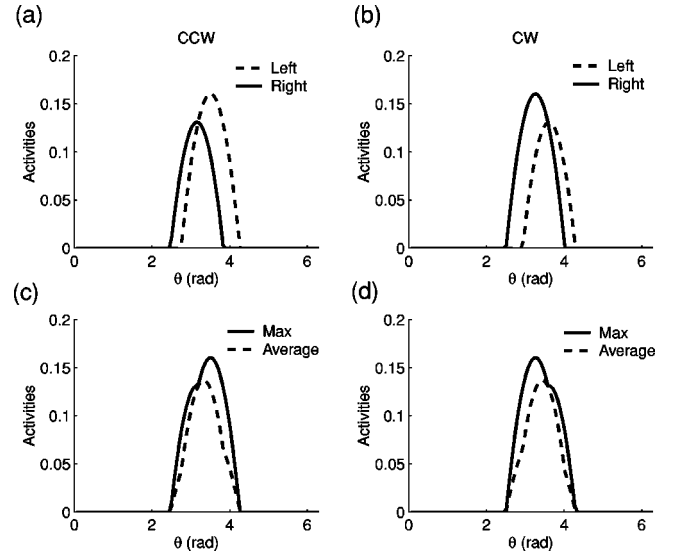 (a)
CCW
Left
Right
Activities
0.2
0.15
0.1
0.05
0
0 2 4 6
θ (rad)
(b)
CW
Left
Right
Activities
0.2
0.15
0.1
0.05
0
0 2 4 6
θ (rad)
(c)
Max
Average
Activities
0.2
0.15
0.1
0.05
0
0 2 4 6
θ (rad)
(d)
Max
Average
Activities
0.2
0.15
0.1
0.05
0
0 2 4 6
θ (rad)